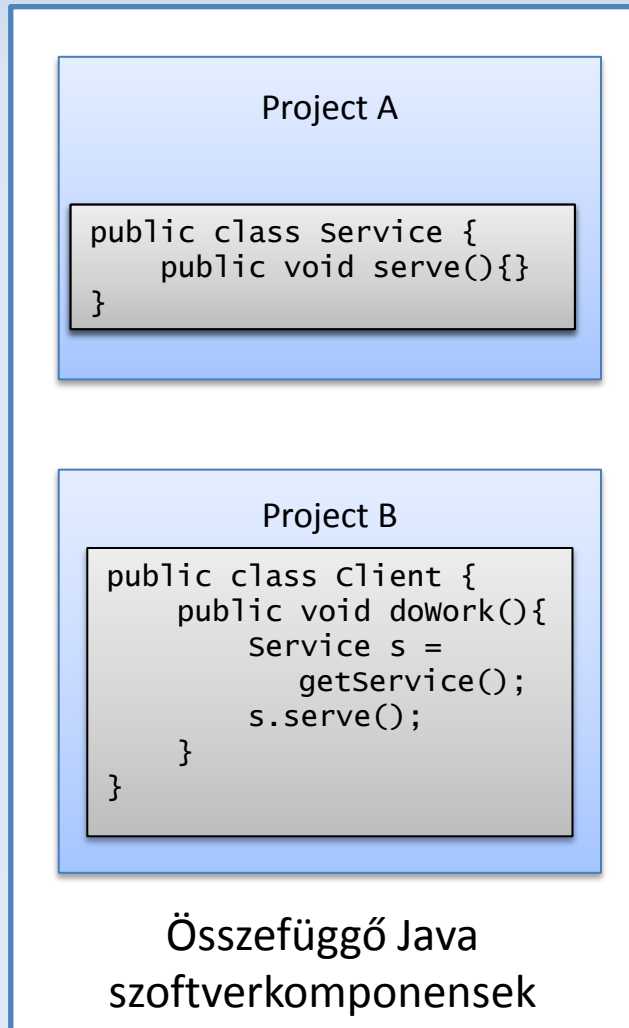 Project A
public class Service {
    public void serve(){}
}
Project B
public class Client {
    public void doWork(){
        Service s =
            getService();
        s.serve();
    }
}
Összefüggő Java
szoftverkomponensek